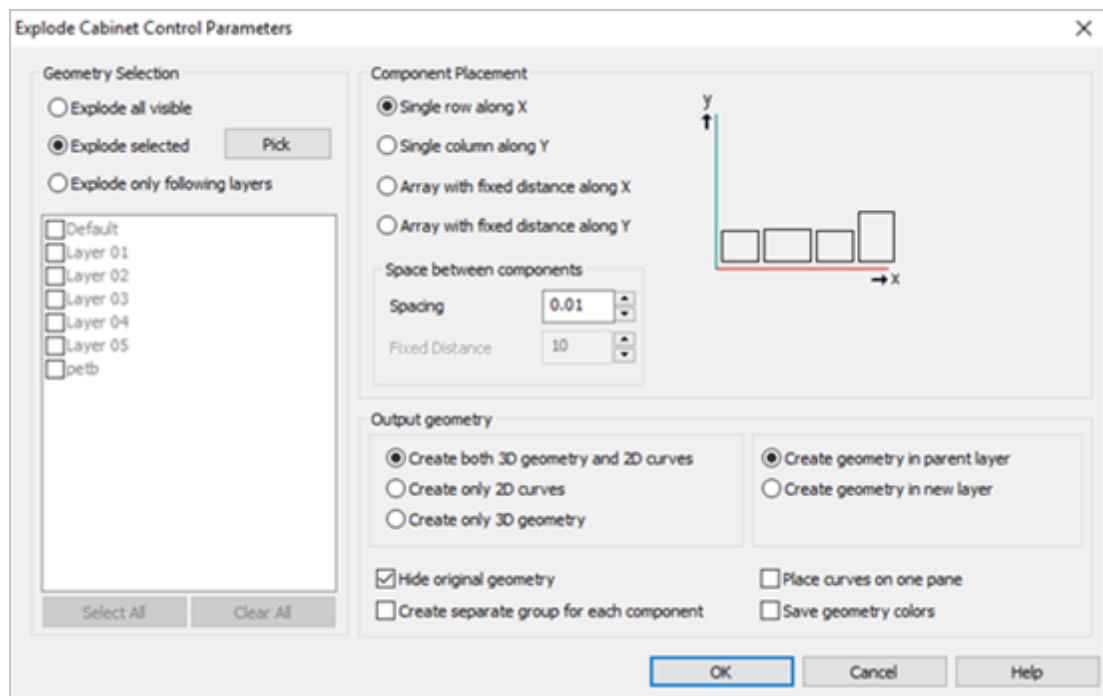 Explode Cabinet Control Parameters
Geometry Selection
Explode all visible
Explode selected
Pick
Explode only following layers
Default
Layer 01
Layer 02
Layer 03
Layer 04
Layer 05
petb
Select All
Clear All
Component Placement
Single row along X
Single column along Y
Array with fixed distance along X
Array with fixed distance along Y
y
x
Space between components
Spacing
0.01
Fixed Distance
10
Output geometry
Create both 3D geometry and 2D curves
Create only 2D curves
Create only 3D geometry
Create geometry in parent layer
Create geometry in new layer
Hide original geometry
Create separate group for each component
Place curves on one pane
Save geometry colors
OK
Cancel
Help